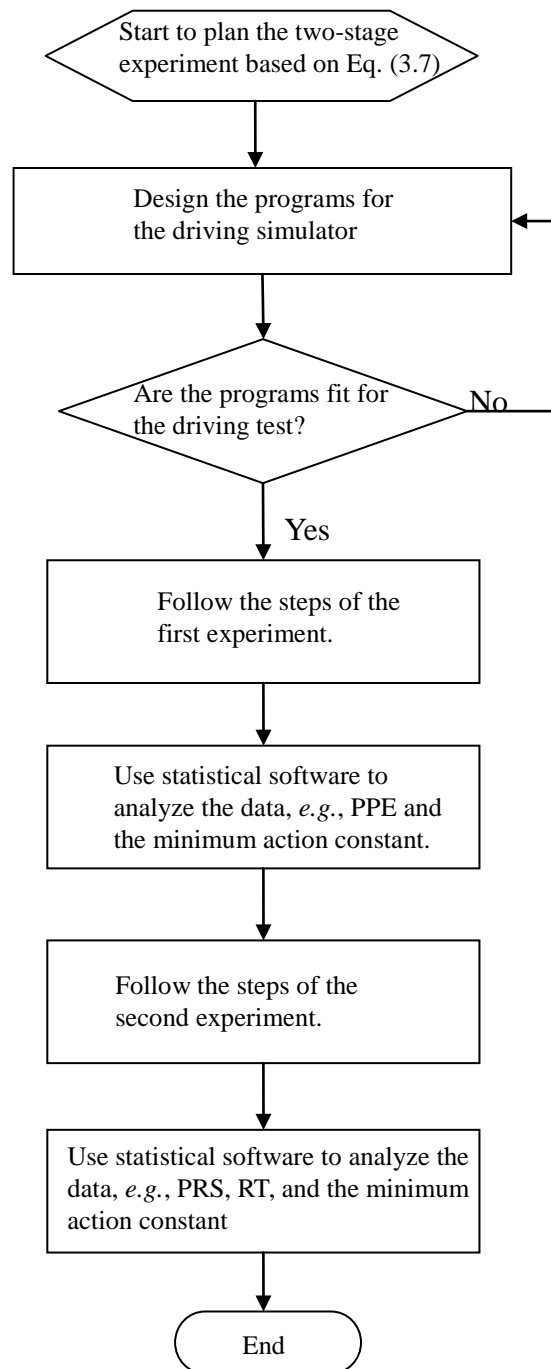 Start to plan the two-stage
experiment based on Eq. (3.7)
Design the programs for
the driving simulator
Are the programs fit for
the driving test?
No
Yes
Follow the steps of the
first experiment.
Use statistical software to
analyze the data, e.g., PPE and
the minimum action constant.
Follow the steps of the
second experiment.
Use statistical software to analyze the
data, e.g., PRS, RT, and the minimum
action constant
End